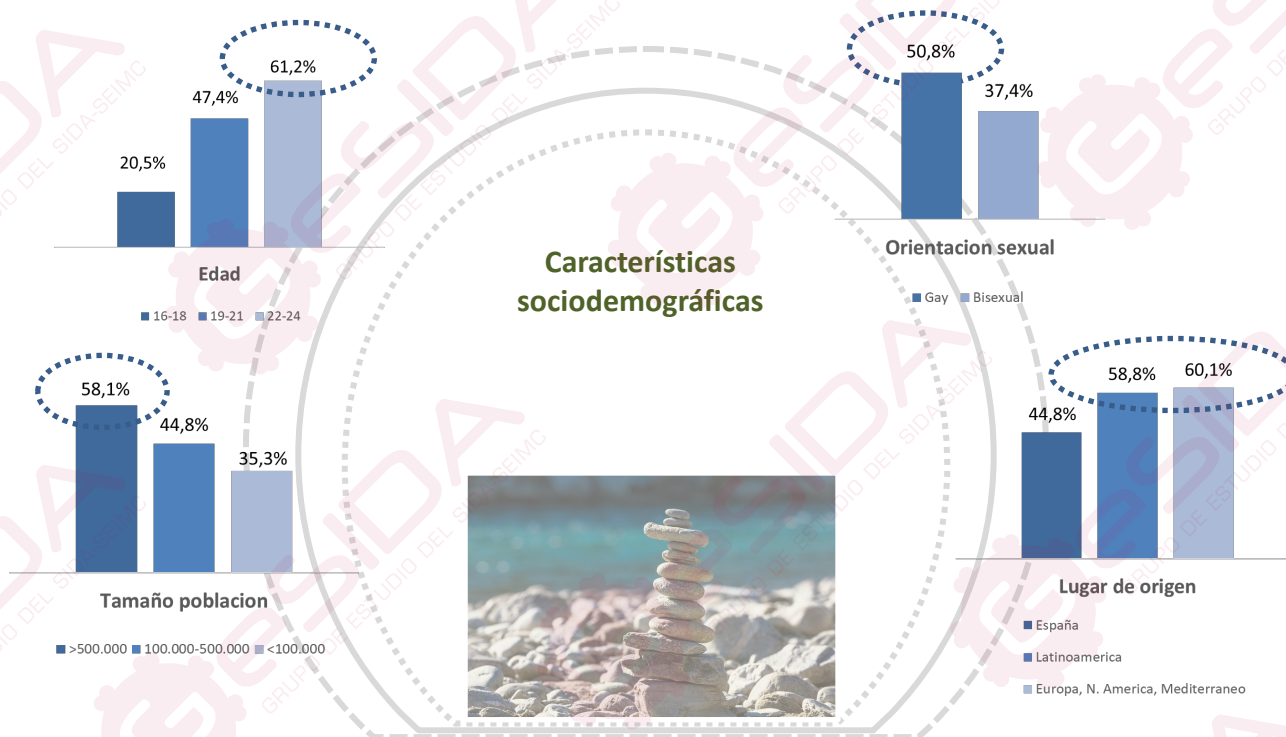 61,2%
47,4%
20,5%
Edad
16-18 19-21 22-24
50,8%
37,4%
Orientacion sexual
Gay Bisexual
Características
sociodemográficas
58,1%
44,8%
35,3%
Tamaño poblacion
>500.000 100.000-500.000 <100.000
44,8%
58,8%
60,1%
Lugar de origen
España
Latinoamerica
Europa, N. America, Mediterraneo
GeSIDA
GRUPO DE ESTUDIO DEL SIDA-SEIMC